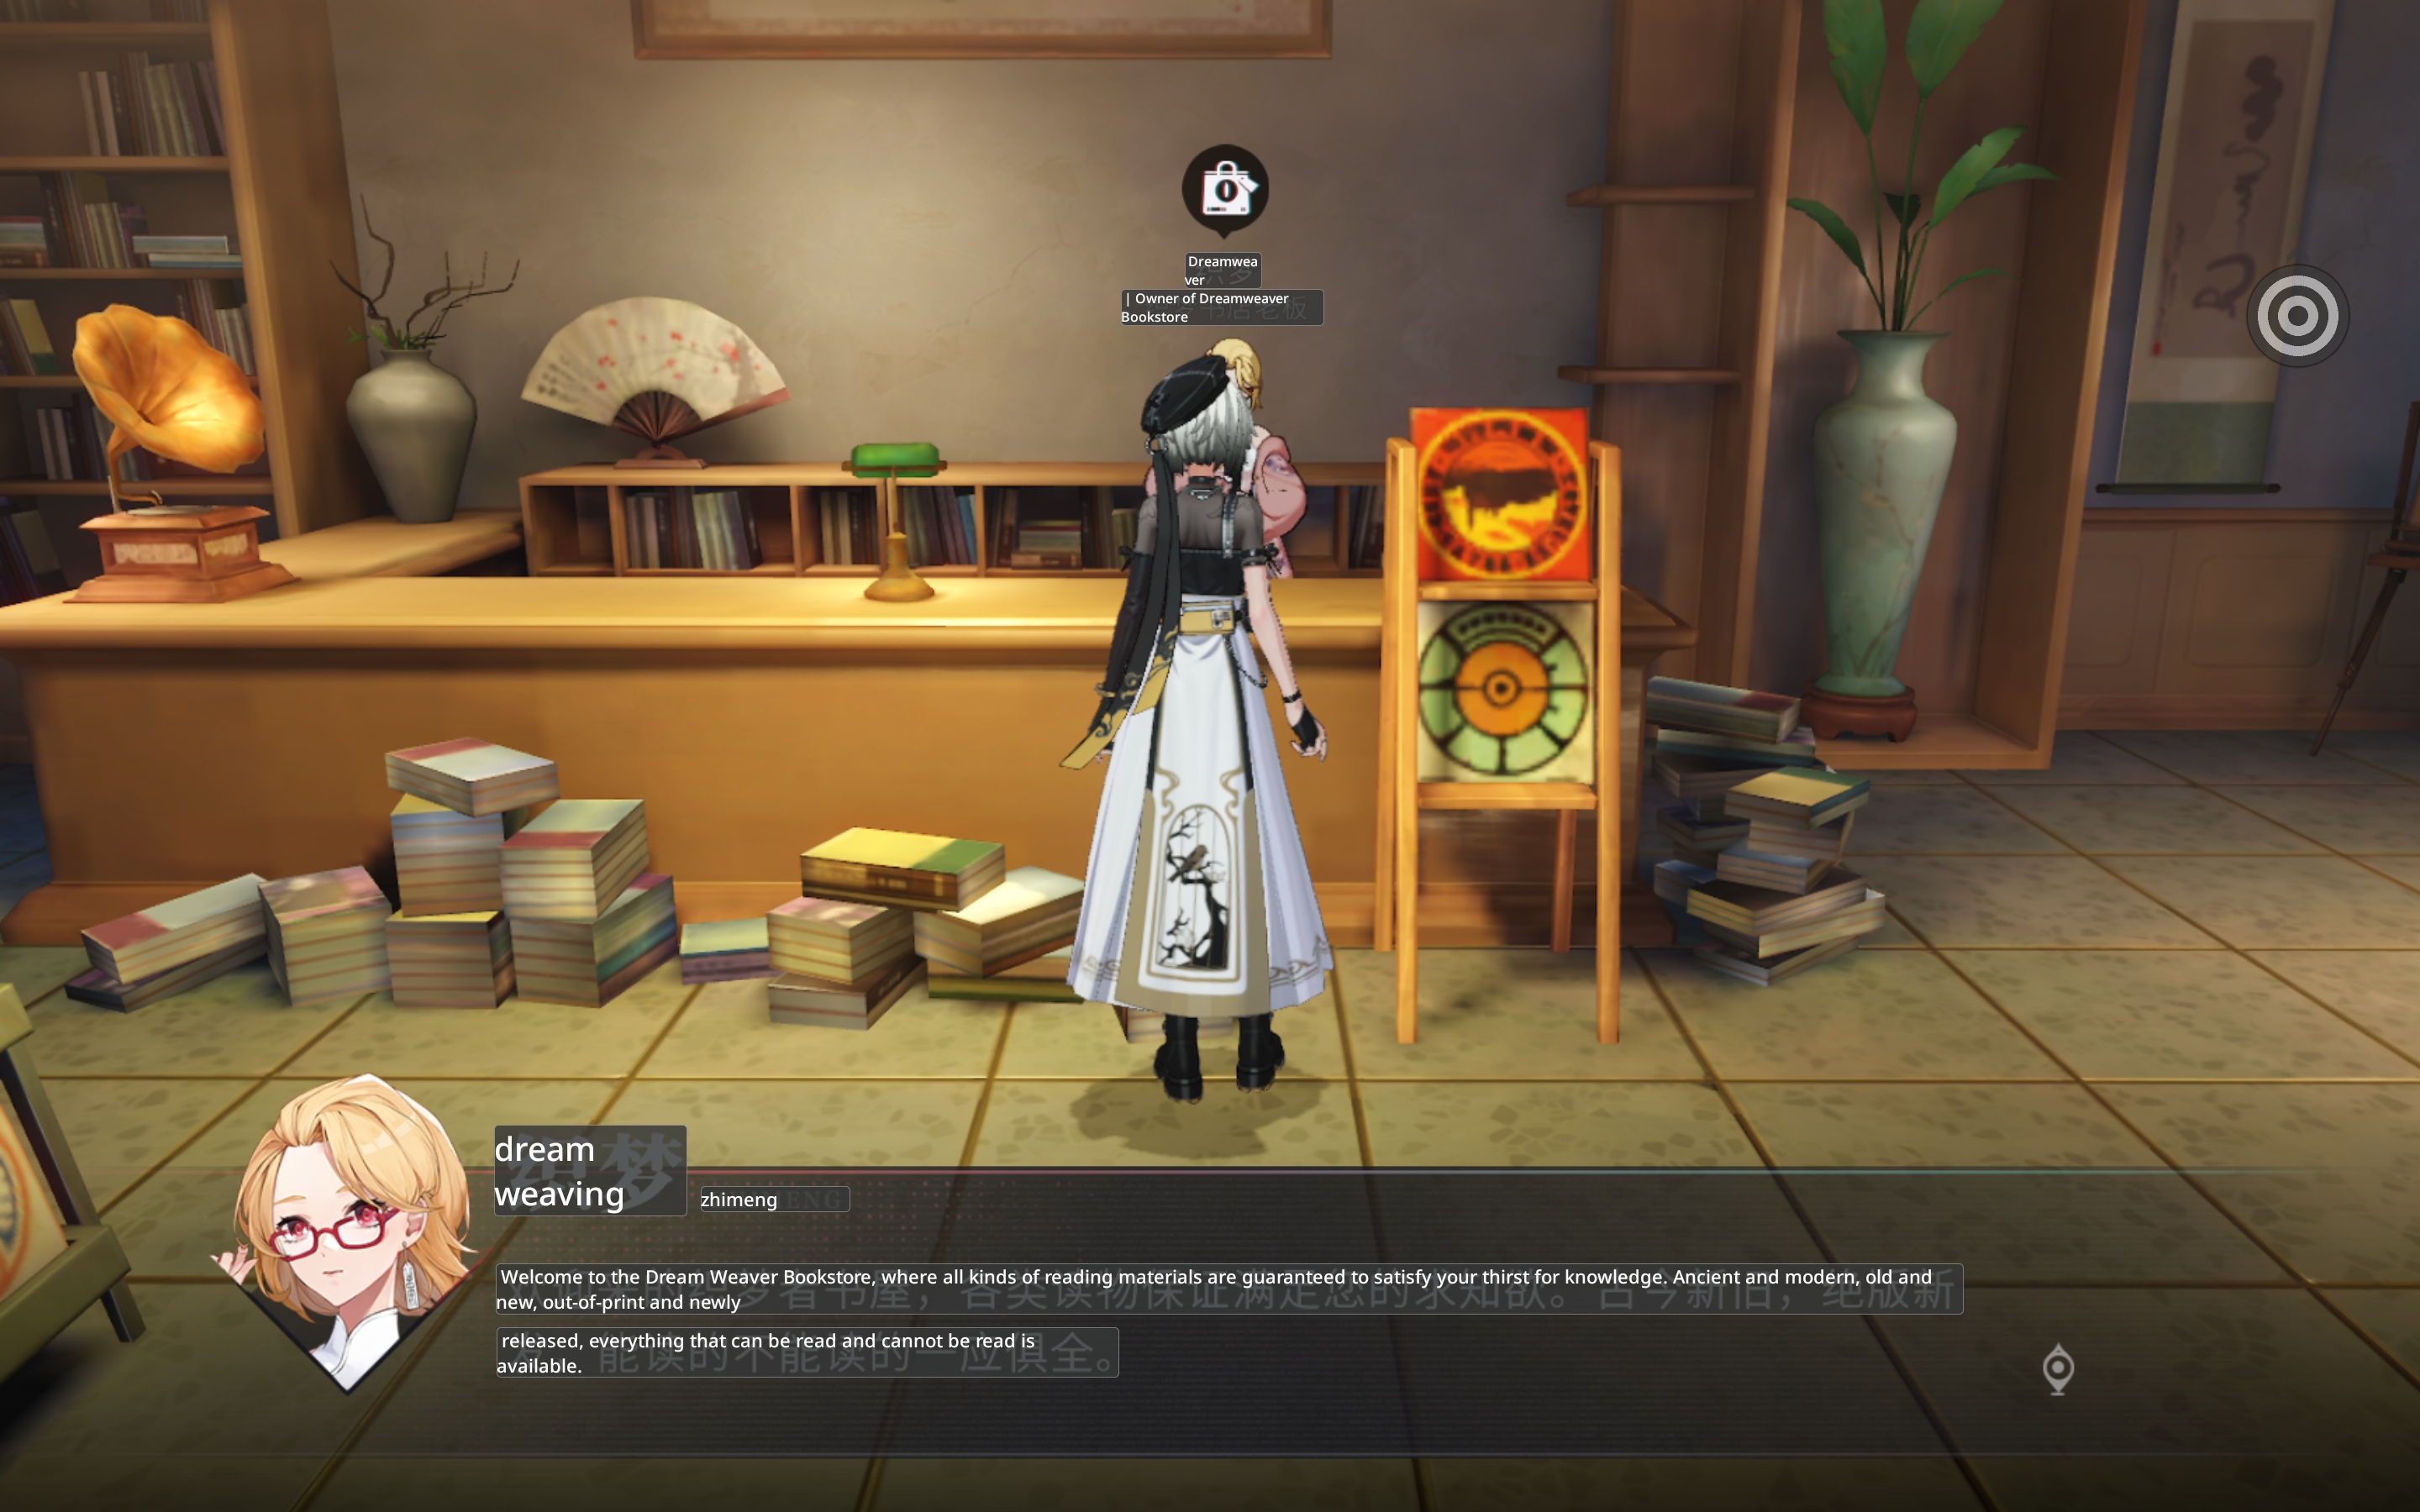 Dreamwea
ver
| Owner of Dreamweaver
Bookstore
dream
weaving
zhimeng
Welcome to the Dream Weaver Bookstore, where all kinds of reading materials are guaranteed to satisfy your thirst for knowledge. Ancient and modern, old and
new, out-of-print and newly
released, everything that can be read and cannot be read is
available.